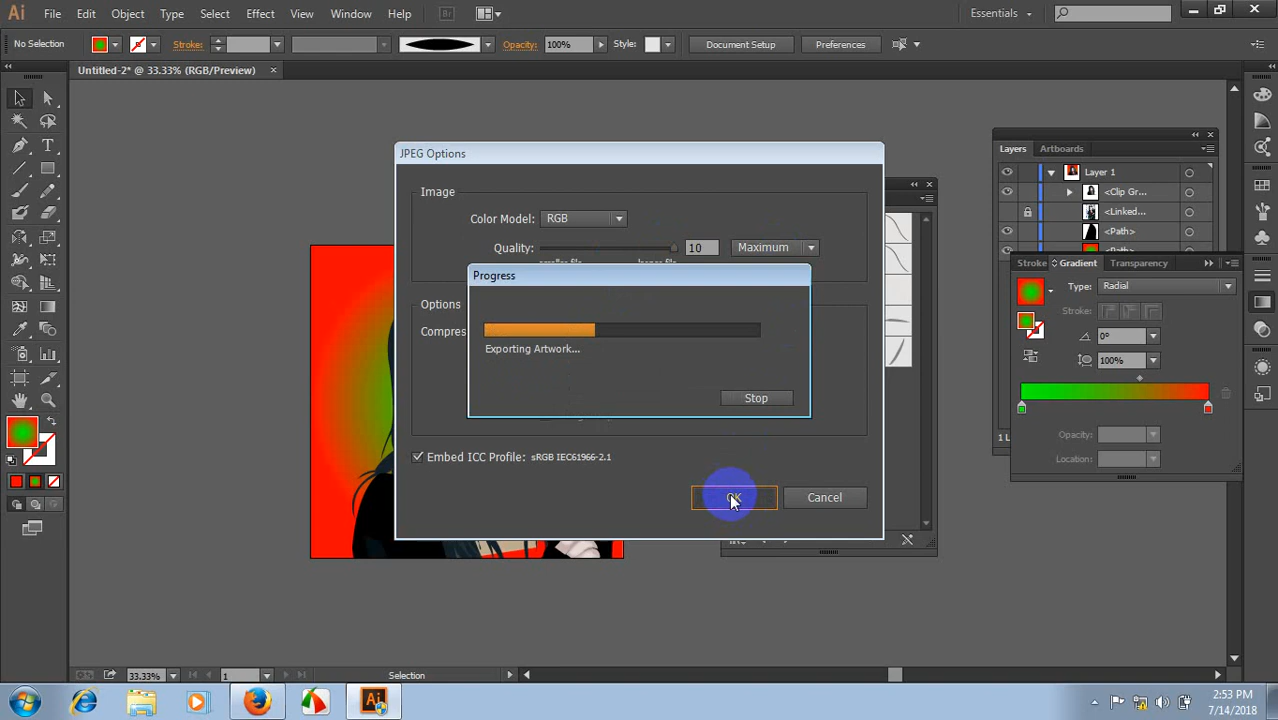 Ai File Edit Object Type Select Effect View Window Help Br Essentials
No Selection Stroke: Opacity: 100% Style: Document Setup Preferences
Untitled-2* @ 33.33% (RGB/Preview) ×
JPEG Options
Image
Color Model: RGB
Quality: 10 Maximum
Progress
Options
Compres
Exporting Artwork...
Stop
Embed ICC Profile: sRGB IEC61966-2.1
OK Cancel
Layers Artboards
Layer 1
Clip Gr...
<Linked...
<Path>
<Path>
Stroke Gradient Transparency
Type: Radial
Stroke:
0°
100%
Opacity:
Location:
33.33% 1 Selection
2:53 PM
7/14/2018